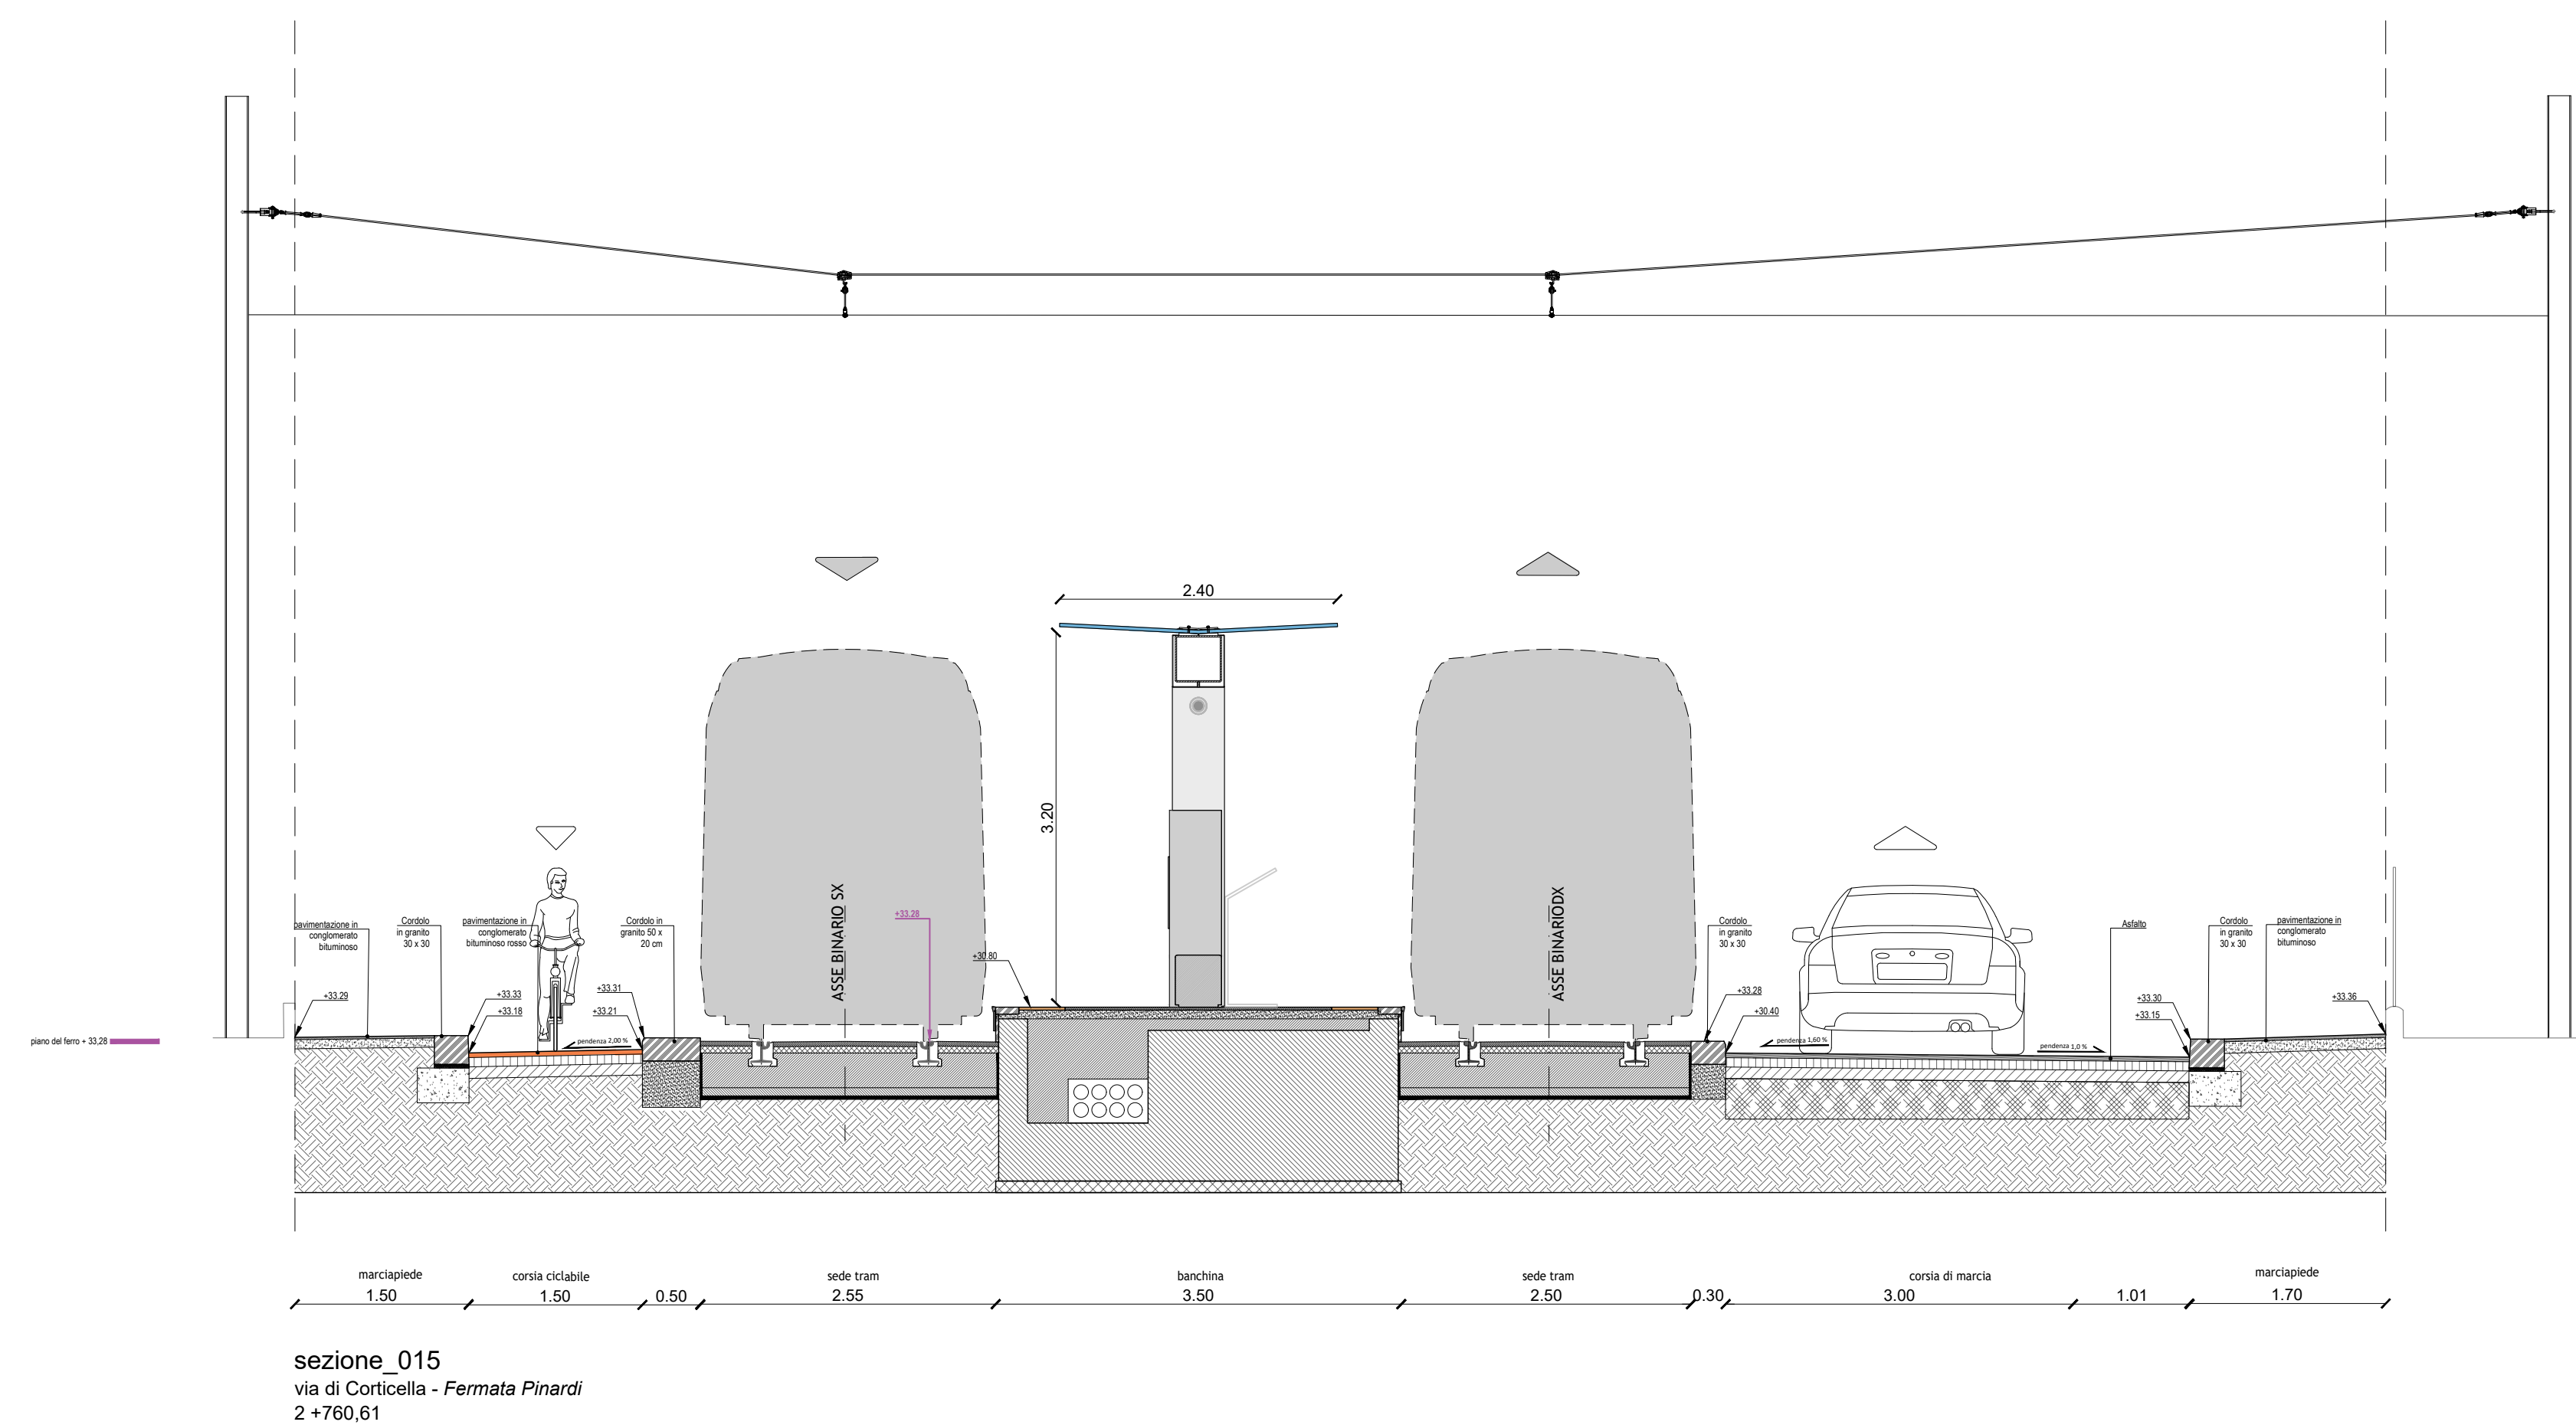 2.40
3.20
ASSE BINARIO SX
ASSE BINARIODX
+33.28
+30.80
pavimentazione in
conglomerato
bituminoso
Cordolo
in granito
30 x 30
pavimentazione in
conglomerato
bituminoso rosso
Cordolo in
granito 50 x
20 cm
Cordolo
in granito
30 x 30
Asfalto
Cordolo
in granito
30 x 30
pavimentazione in
conglomerato
bituminoso
+33.29
+33.33
+33.18
+33.31
+33.21
+33.28
+30.40
+33.30
+33.15
+33.36
piano del ferro + 33,28
pendenza 2,00 %
pendenza 1,60 %
pendenza 1,0 %
marciapiede
corsia ciclabile
sede tram
banchina
sede tram
corsia di marcia
marciapiede
1.50
1.50
0.50
2.55
3.50
2.50
0.30
3.00
1.01
1.70
sezione_015
via di Corticella - Fermata Pinardi
2 +760,61